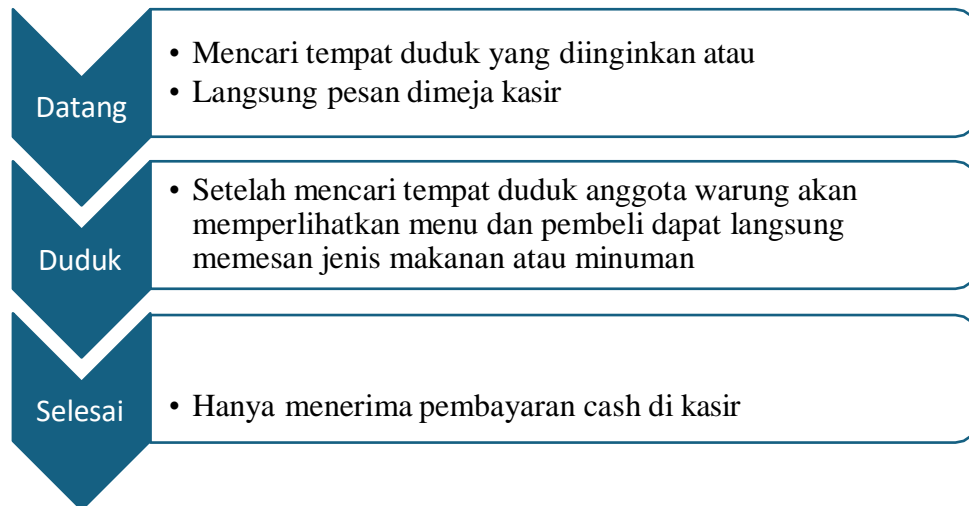 Datang
• Mencari tempat duduk yang diinginkan atau
• Langsung pesan dimeja kasir
Duduk
• Setelah mencari tempat duduk anggota warung akan
memperlihatkan menu dan pembeli dapat langsung
memesan jenis makanan atau minuman
Selesai
• Hanya menerima pembayaran cash di kasir